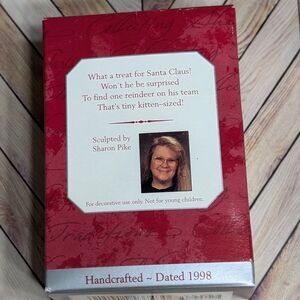 What a treat for Santa Claus!
Won't he be surprised
To find one reindeer on his team
That's tiny kitten-sized!
Sculpted by
Sharon Pike
For decorative use only. Not for young children.
Handcrafted ~ Dated 1998